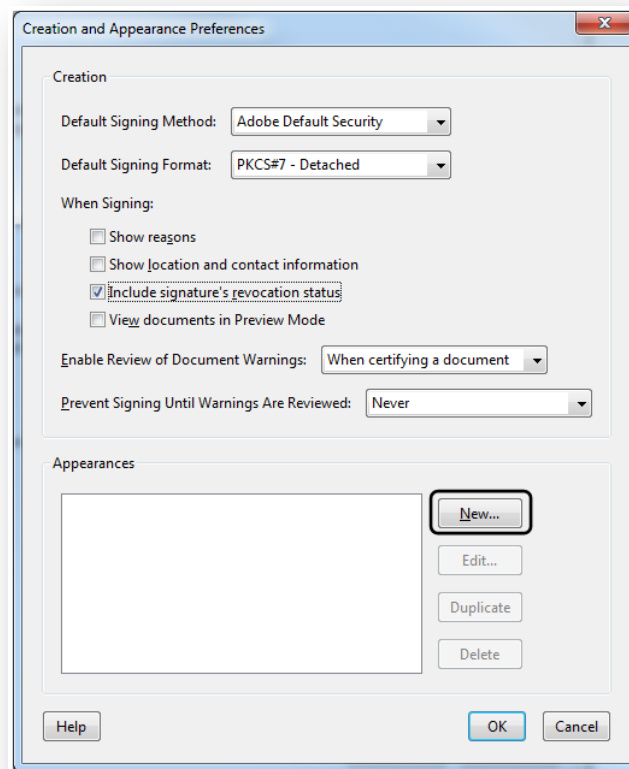 Creation and Appearance Preferences
Creation
Default Signing Method: Adobe Default Security
Default Signing Format: PKCS#7 - Detached
When Signing:
Show reasons
Show location and contact information
Include signature's revocation status
View documents in Preview Mode
Enable Review of Document Warnings: When certifying a document
Prevent Signing Until Warnings Are Reviewed: Never
Appearances
New...
Edit...
Duplicate
Delete
Help OK Cancel